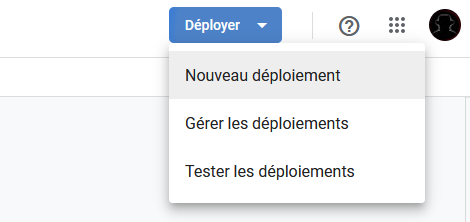 Déployer
Nouveau déploiement
Gérer les déploiements
Tester les déploiements